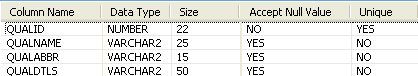 Column Name Data Type Size Accept Null Value Unique
QUALID NUMBER 22 NO YES
QUALNAME VARCHAR2 25 YES NO
QUALABBR VARCHAR2 15 YES NO
QUALDTLS VARCHAR2 50 YES NO